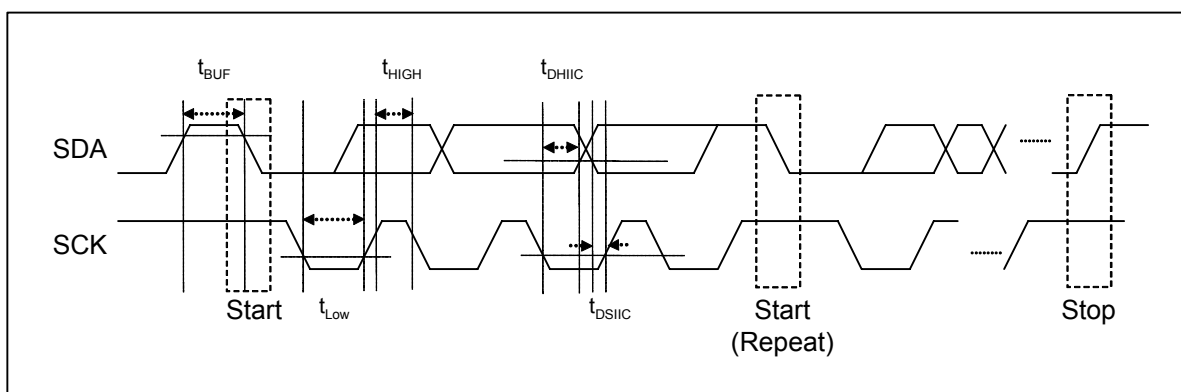 tBUF tHIGH tDHIIC
SDA
SCK
Start tLow tDSIIC Start Stop
(Repeat)